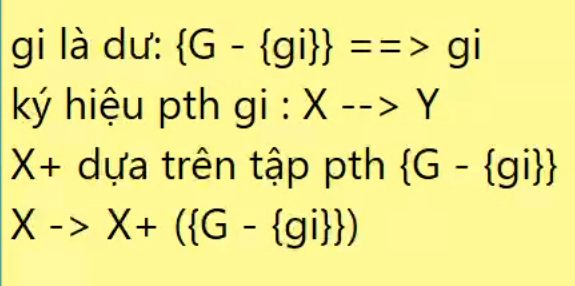 gi là dư: {G - {gi}} ==> gi
ký hiệu pth gi : X --> Y
X+ dựa trên tập pth {G - {gi}}
X -> X+ ({G - {gi}})